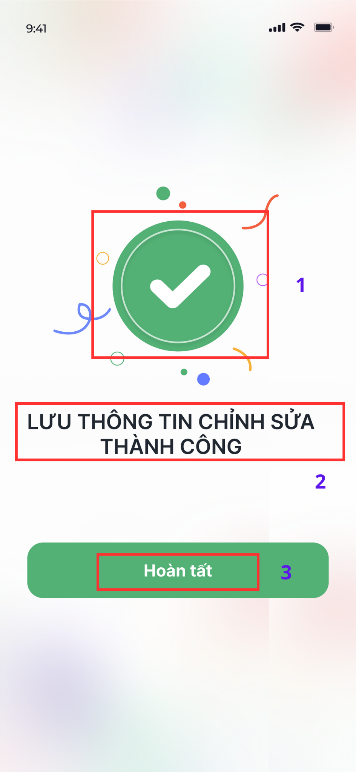 9:41
1
LƯU THÔNG TIN CHỈNH SỬA
THÀNH CÔNG
2
Hoàn tất
3